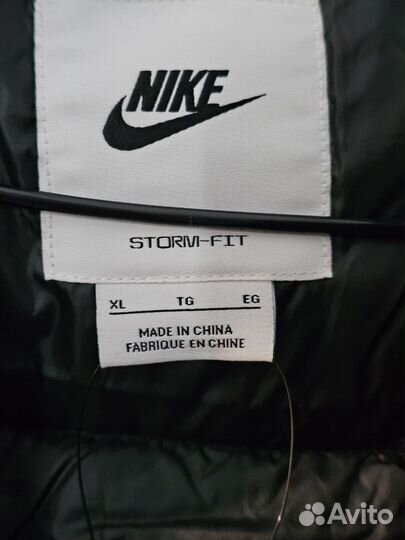 NIKE
STORM-FIT
XL TG EG
MADE IN CHINA
FABRIQUE EN CHINE
Avito